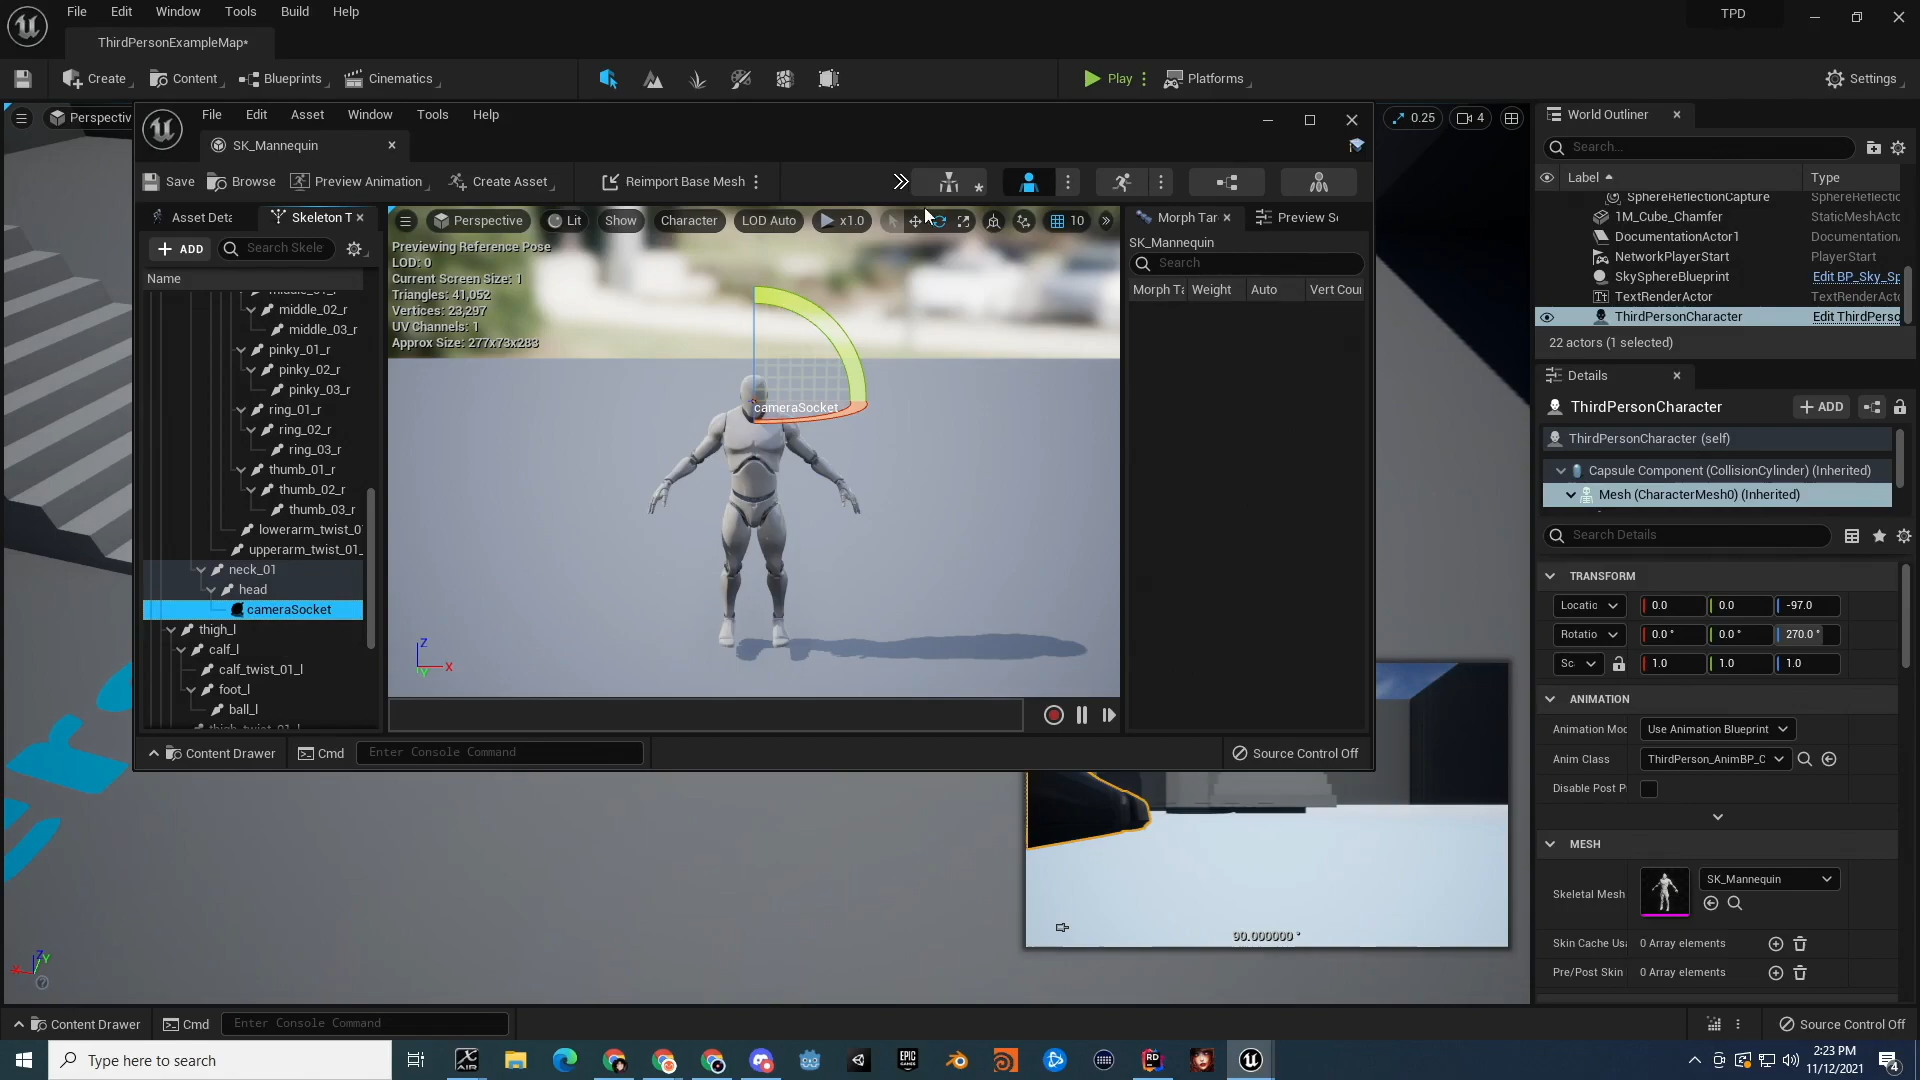 File Edit Window Tools Build Help
TPD
ThirdPersonExampleMap*
Create Content Blueprints Cinematics Play Platforms Settings
Perspectiv
File Edit Asset Window Tools Help
0.25 4
World Outliner
SK_Mannequin
Search...
Save Browse Preview Animation Create Asset Reimport Base Mesh
Label Type
SphereReflectionCapture SphereReflectic
1M_Cube_Chamfer StaticMeshActo
DocumentationActor1 Documentation
NetworkPlayerStart PlayerStart
SkySphereBlueprint Edit BP_Sky_Sp
TextRenderActor TextRenderActo
ThirdPersonCharacter Edit ThirdPerso
22 actors (1 selected)
Asset Deta Skeleton T
Perspective Lit Show Character LOD Auto x1.0 10
Morph Tar Preview Sc
ADD Search Skele
Previewing Reference Pose
LOD: 0
Current Screen Size: 1
Triangles: 41,052
Vertices: 23,297
UV Channels: 1
Approx Size: 277x73x283
SK_Mannequin
Search
Morph Ta Weight Auto Vert Coun
Name
middle_02_r
middle_03_r
pinky_01_r
pinky_02_r
pinky_03_r
ring_01_r
ring_02_r
ring_03_r
thumb_01_r
thumb_02_r
thumb_03_r
lowerarm_twist_0
upperarm_twist_01_
neck_01
head
cameraSocket
thigh_l
calf_l
calf_twist_01_l
foot_l
ball_l
thigh_twist_01_l
cameraSocket
Z
X
Y
Content Drawer Cmd Enter Console Command Source Control Off
Details
ThirdPersonCharacter ADD
ThirdPersonCharacter (self)
Capsule Component (CollisionCylinder) (Inherited)
Mesh (CharacterMesh0) (Inherited)
Search Details
TRANSFORM
Locatic 0.0 0.0 -97.0
Rotatio 0.0 ° 0.0 ° 270.0 °
Sc 1.0 1.0 1.0
ANIMATION
Animation Moc Use Animation Blueprint
Anim Class ThirdPerson_AnimBP_C
Disable Post P
MESH
Skeletal Mesh SK_Mannequin
Skin Cache Usa 0 Array elements
Pre/Post Skin 0 Array elements
90.000000 °
Z
Y
X
Content Drawer Cmd Enter Console Command Source Control Off
Type here to search
2:23 PM
11/12/2021
4